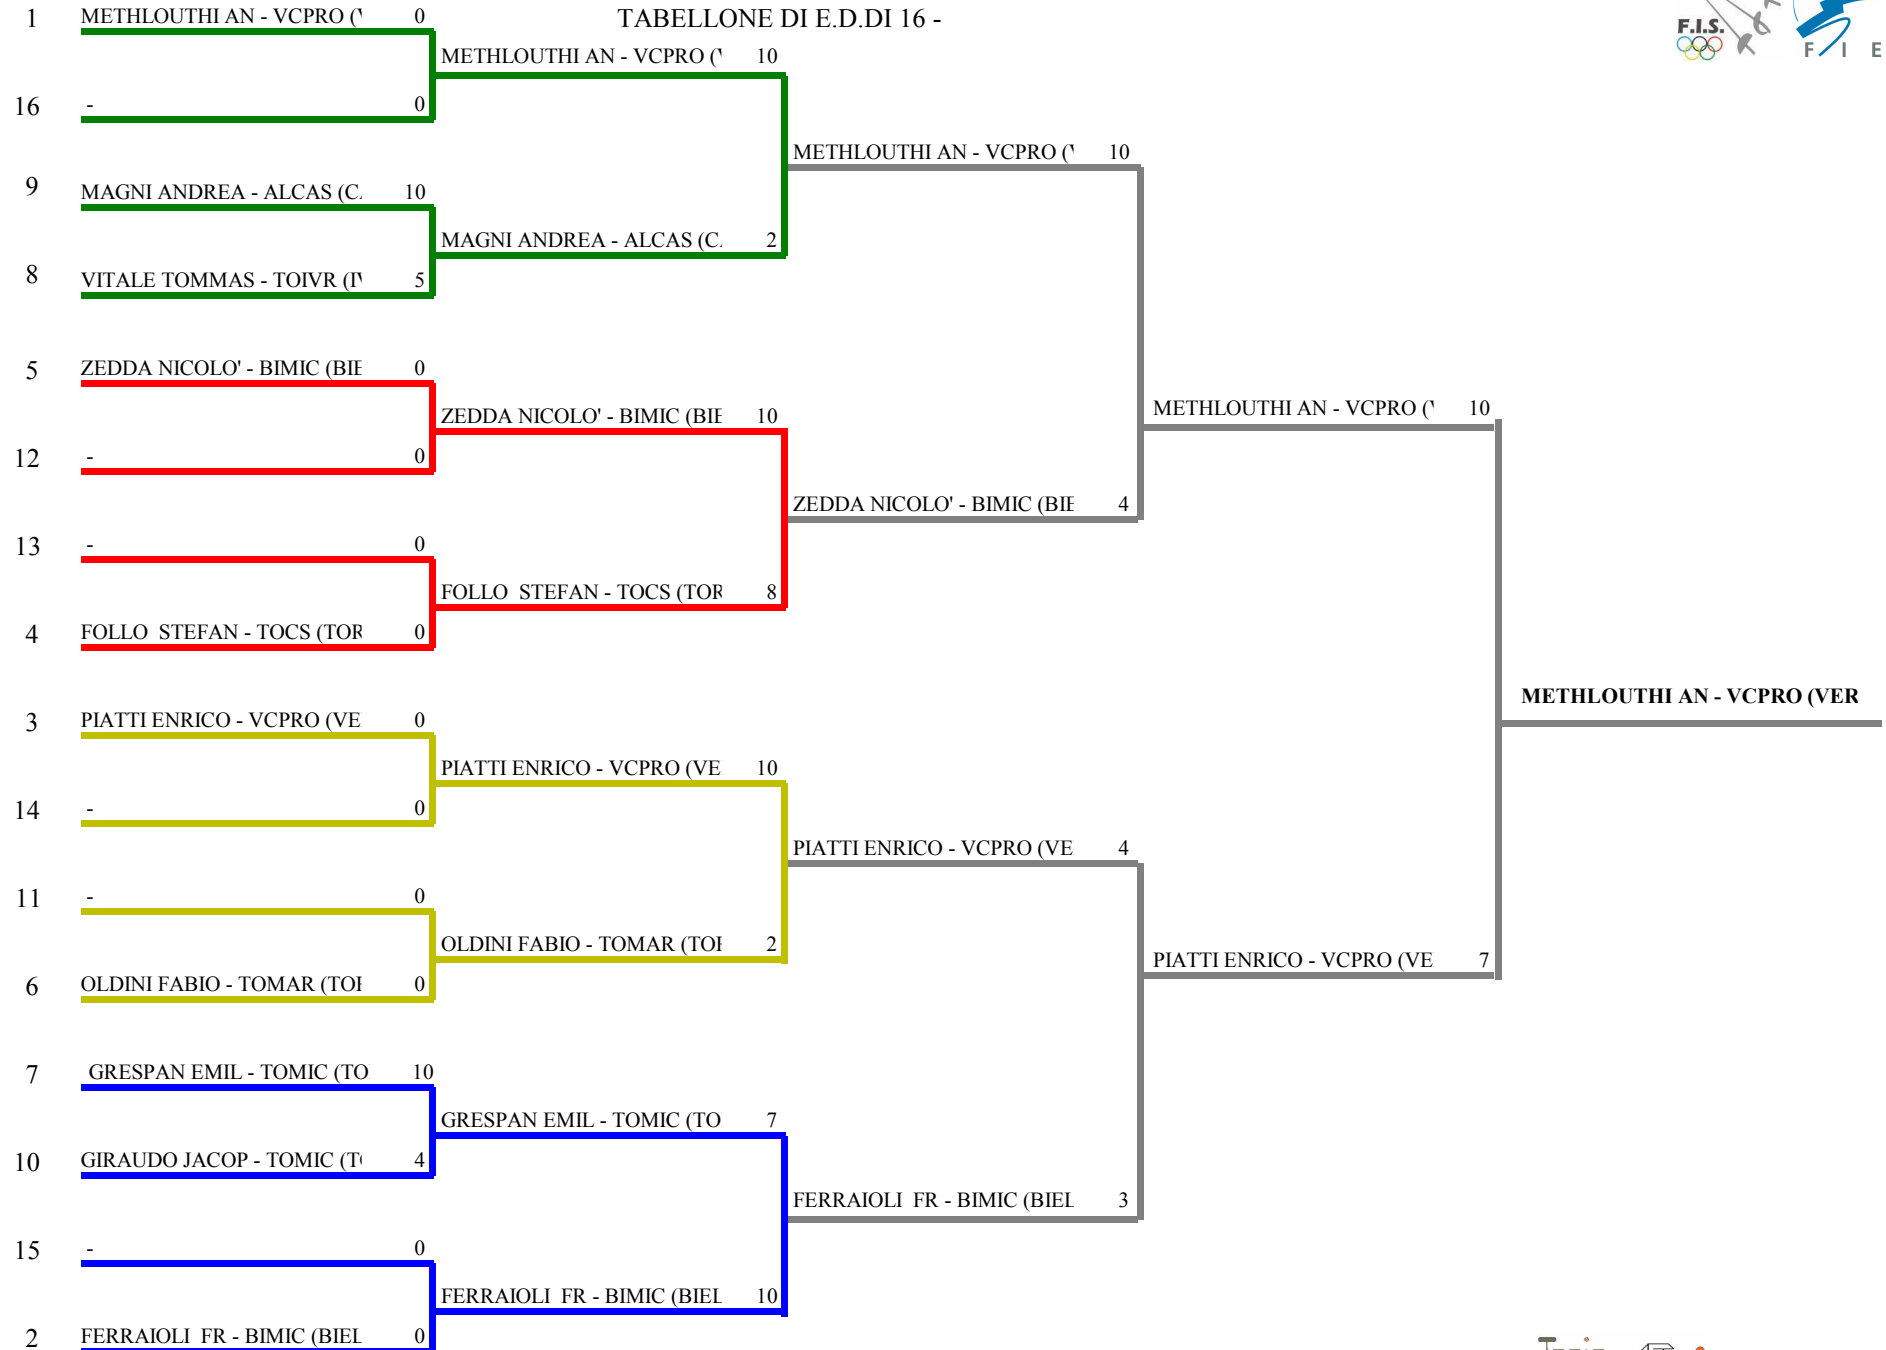 1 METHLOUTHI AN - VCPRO ( 0
TABELLONE DI E.D.DI 16 -
F.I.S.
F I E
METHLOUTHI AN - VCPRO ( 10
16 - 0
METHLOUTHI AN - VCPRO ( 10
9 MAGNI ANDREA - ALCAS (C 10
MAGNI ANDREA - ALCAS (C 2
8 VITALE TOMMAS - TOIVR (I 5
5 ZEDDA NICOLO' - BIMIC (BIE 0
ZEDDA NICOLO' - BIMIC (BIE 10
METHLOUTHI AN - VCPRO ( 10
12 - 0
ZEDDA NICOLO' - BIMIC (BIE 4
13 - 0
FOLLO STEFAN - TOCS (TOR 8
4 FOLLO STEFAN - TOCS (TOR 0
METHLOUTHI AN - VCPRO (VER
3 PIATTI ENRICO - VCPRO (VE 0
PIATTI ENRICO - VCPRO (VE 10
14 - 0
PIATTI ENRICO - VCPRO (VE 4
11 - 0
OLDINI FABIO - TOMAR (TO 2
PIATTI ENRICO - VCPRO (VE 7
6 OLDINI FABIO - TOMAR (TO 0
7 GRESPAN EMIL - TOMIC (TO 10
GRESPAN EMIL - TOMIC (TO 7
10 GIRAUDO JACOP - TOMIC (T 4
FERRAIOLI FR - BIMIC (BIEL 3
15 - 0
FERRAIOLI FR - BIMIC (BIEL 10
2 FERRAIOLI FR - BIMIC (BIEL 0